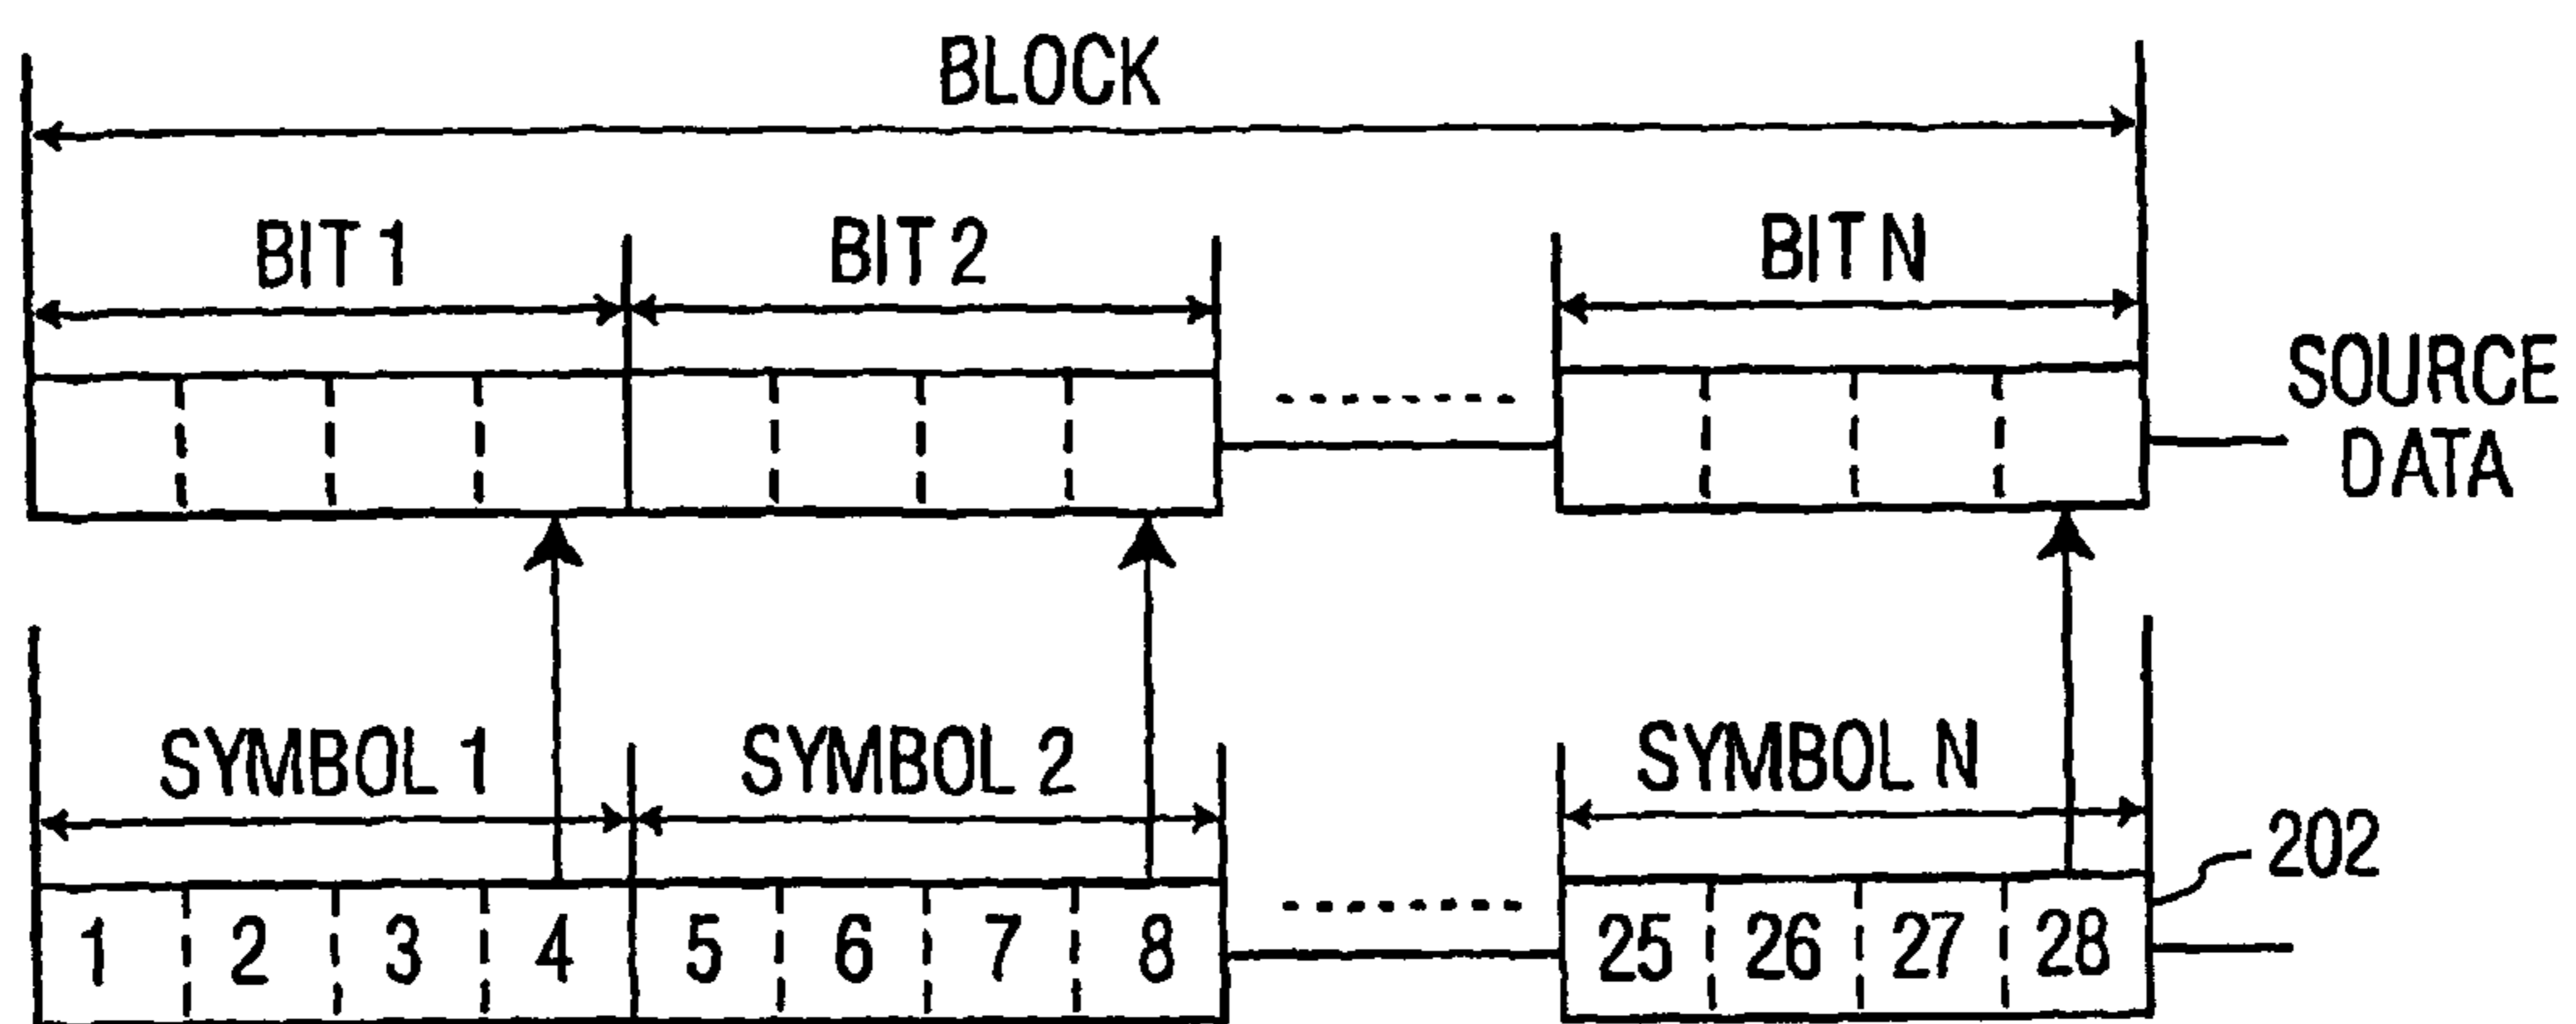 BLOCK
BIT 1 BIT 2 BIT N
SOURCE
DATA
SYMBOL 1 SYMBOL 2 SYMBOL N
202
1 2 3 4 5 6 7 8 25 26 27 28